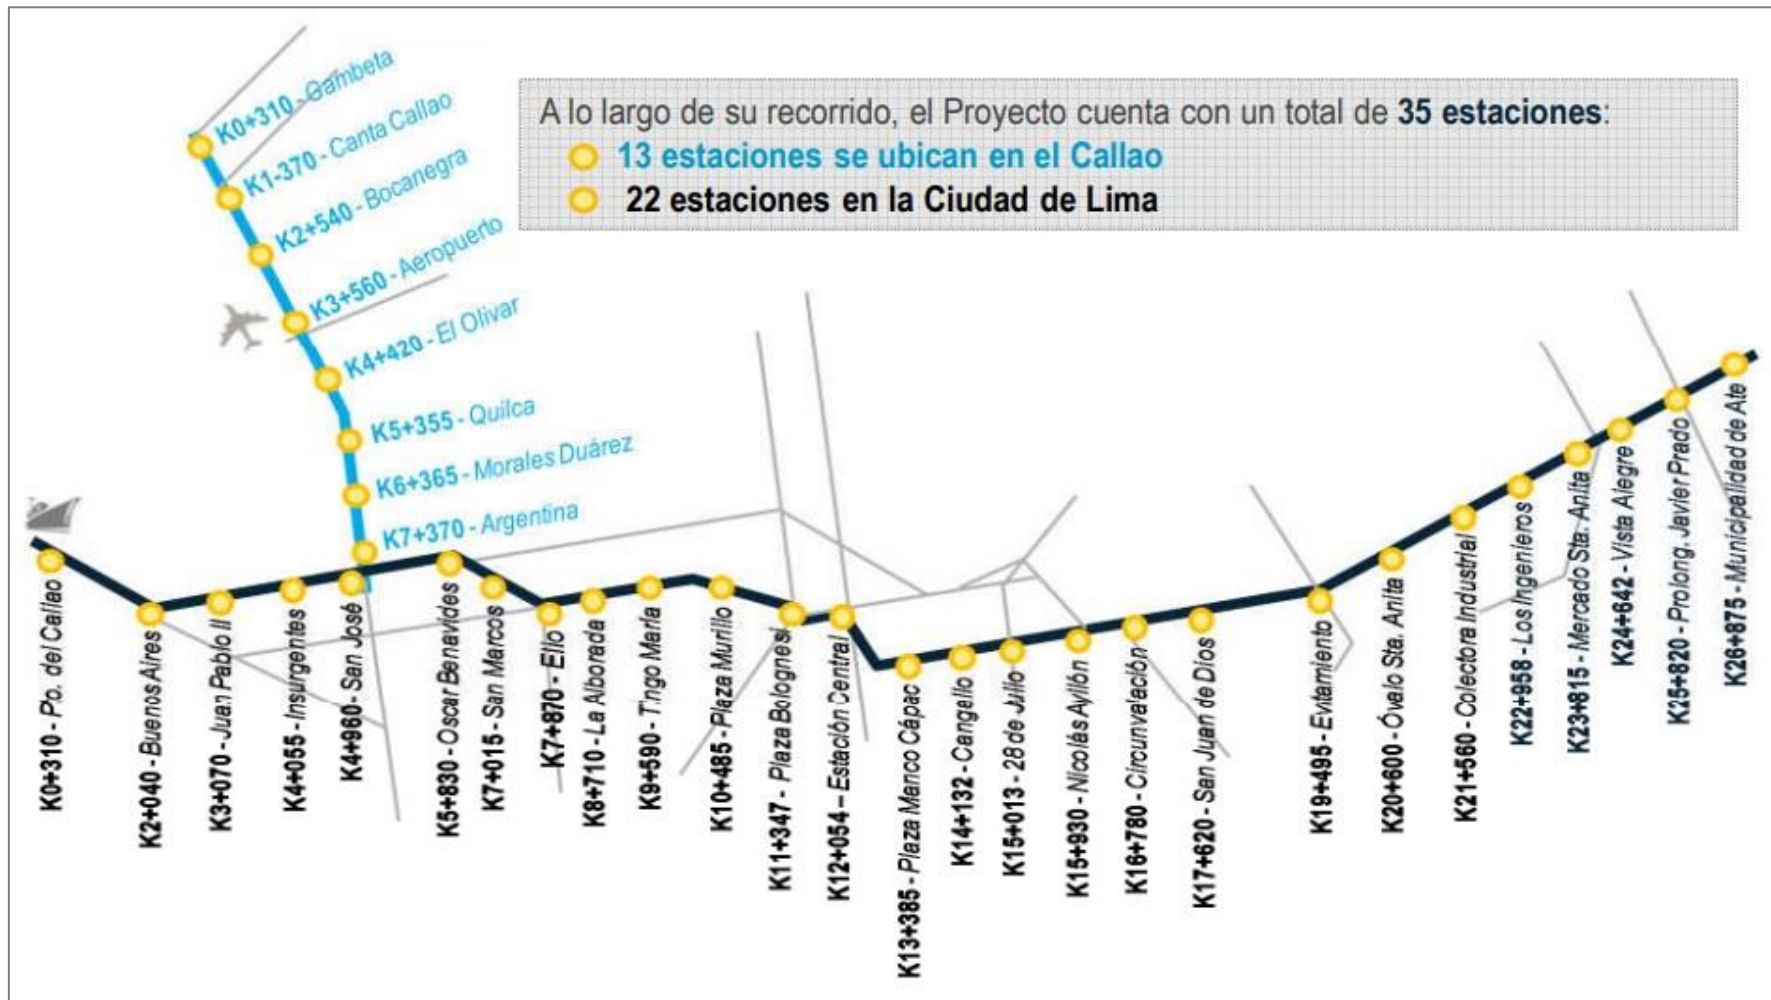 A lo largo de su recorrido, el Proyecto cuenta con un total de 35 estaciones:
13 estaciones se ubican en el Callao
22 estaciones en la Ciudad de Lima
K0+310 - Gambeta
K1-370 - Canta Callao
K2+540 - Bocanegra
K3+560 - Aeropuerto
K4+420 - El Olivar
K5+355 - Quilca
K6+365 - Morales Duárez
K7+370 - Argentina
K0+310 - Pto. del Callao
K2+040 - Buenos Aires
K3+070 - Juan Pablo II
K4+055 - Insurgentes
K4+960 - San José
K5+830 - Oscar Benavides
K7+015 - San Marcos
K7+870 - Elio
K8+710 - La Alborada
K9+590 - Tingo María
K10+485 - Plaza Murillo
K11+347 - Plaza Bolognesi
K12+054 – Estación Central
K13+385 - Plaza Manco Cápac
K14+132 - Cangallo
K15+013 - 28 de Julio
K15+930 - Nicolás Ayllón
K16+780 - Circunvalación
K17+620 - San Juan de Dios
K19+495 - Evitamiento
K20+600 - Óvalo Sta. Anita
K21+560 - Colectora Industrial
K22+958 - Los Ingenieros
K23+815 - Mercado Sta. Anita
K24+642 - Vista Alegre
K25+820 - Prolong. Javier Prado
K26+875 - Municipalidad de Ate